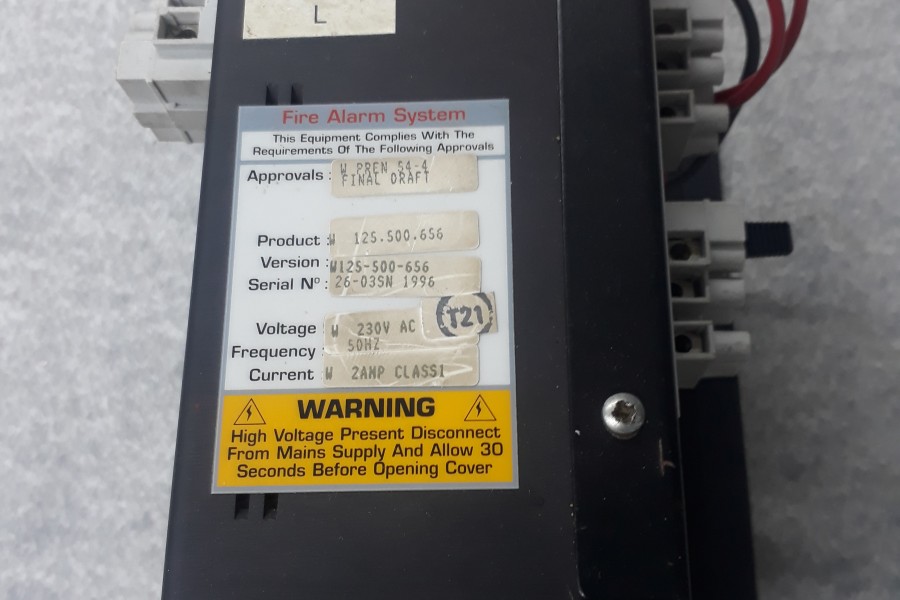 L
Fire Alarm System
This Equipment Complies With The
Requirements Of The Following Approvals
Approvals : W PREN 54-4
FINAL DRAFT
Product : W 125.500.656
Version : W125-500-656
Serial Nº : 26-03SN 1996
T21
Voltage : W 230V AC
Frequency : 50HZ
Current : W 2AMP CLASS1
WARNING
High Voltage Present Disconnect
From Mains Supply And Allow 30
Seconds Before Opening Cover